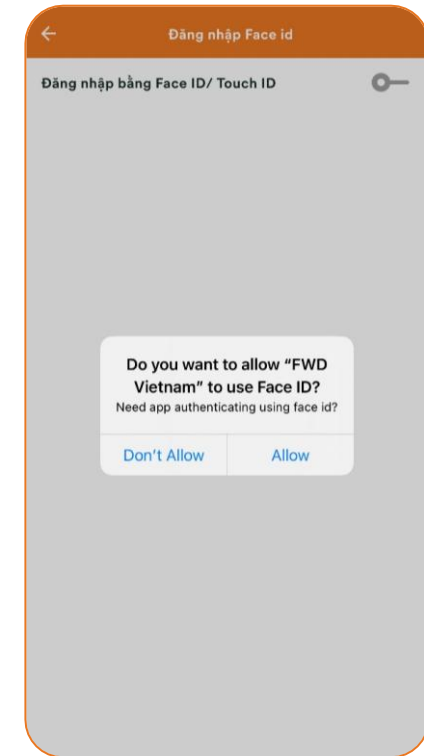 Đăng nhập Face id
Đăng nhập bằng Face ID/ Touch ID
Do you want to allow “FWD
Vietnam” to use Face ID?
Need app authenticating using face id?
Don’t Allow
Allow